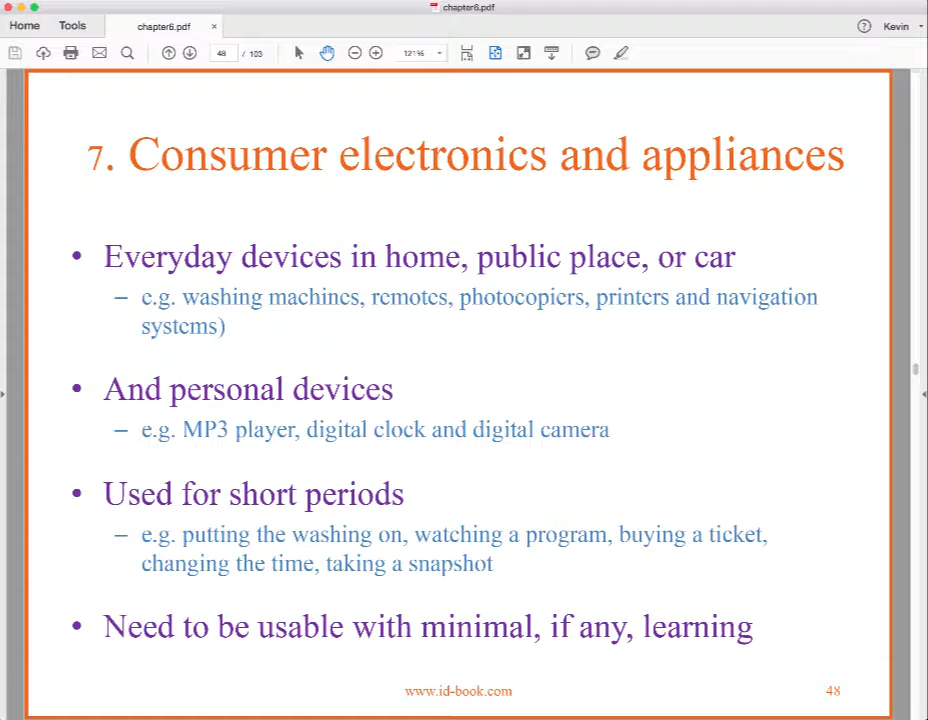 chapter6.pdf
Home Tools chapter6.pdf × ? Kevin
48 / 103 121%
7. Consumer electronics and appliances
• Everyday devices in home, public place, or car
– e.g. washing machines, remotes, photocopiers, printers and navigation
systems)
• And personal devices
– e.g. MP3 player, digital clock and digital camera
• Used for short periods
– e.g. putting the washing on, watching a program, buying a ticket,
changing the time, taking a snapshot
• Need to be usable with minimal, if any, learning
www.id-book.com 48